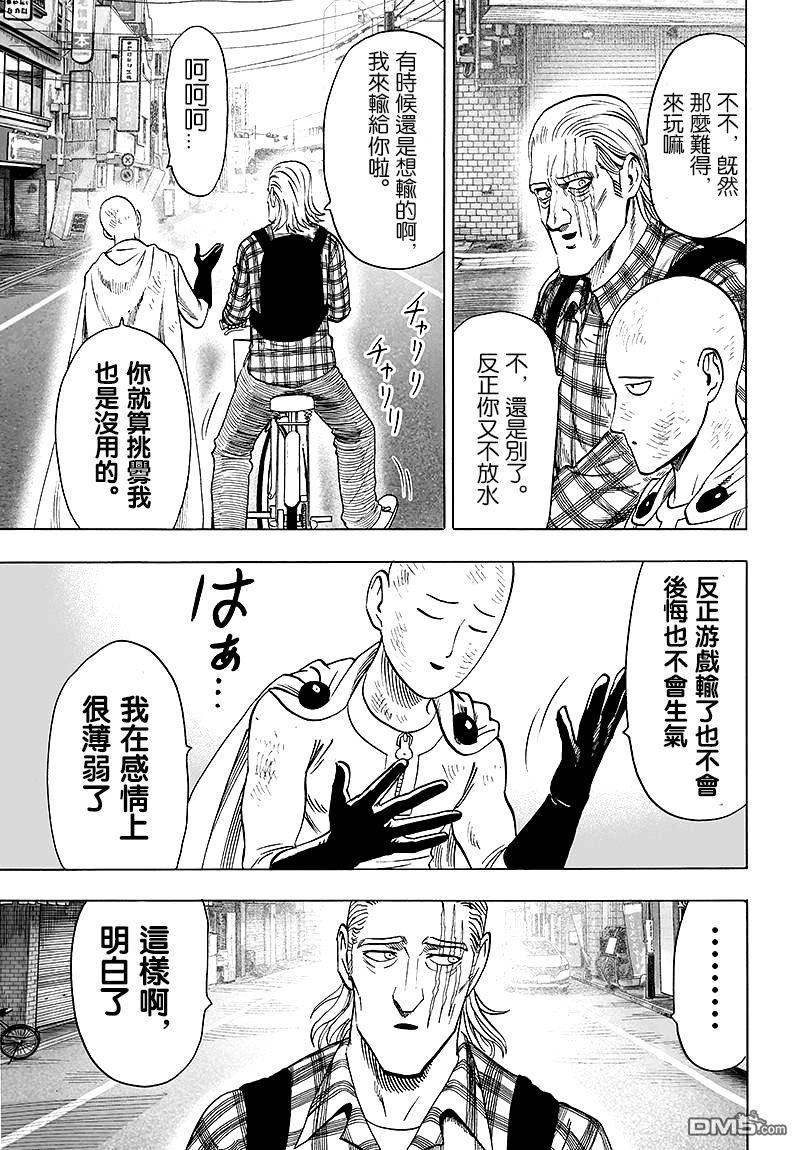 不不，既然
那麼難得，
來玩嘛
不，還是別了。
反正你又不放水
有時候還是想輸的啊，
我來輸給你啦。
呵呵呵…
チャリリ
チャリリ
你就算挑釁我
也是沒用的。
反正游戲輸了也不會
後悔也不會生氣
はぁ…
我在感情上
很薄弱了
………
這樣啊，
明白了
DM5.com